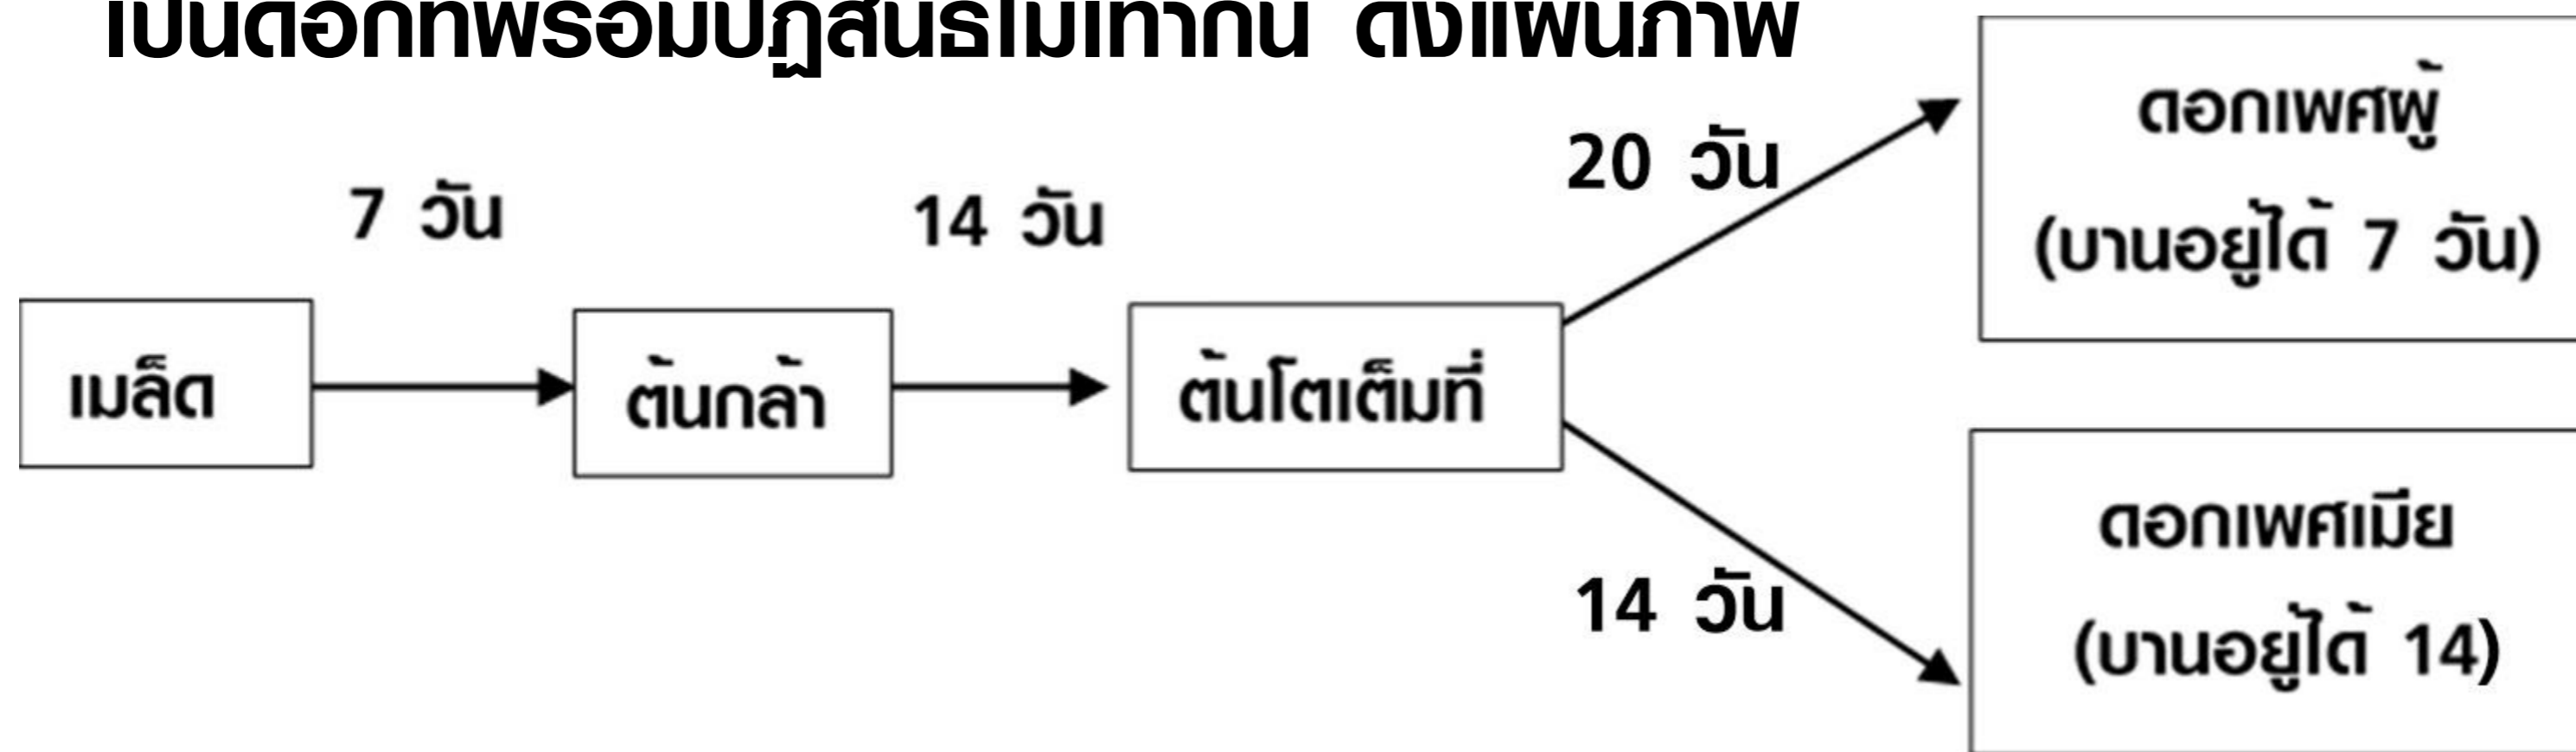 เป็นดอกที่พร้อมปฏิสนธิไม่เท่ากัน ดังแผนภาพ
7 วัน
14 วัน
20 วัน
ดอกเพศผู้
(บานอยู่ได้ 7 วัน)
เมล็ด
ต้นกล้า
ต้นโตเต็มที่
14 วัน
ดอกเพศเมีย
(บานอยู่ได้ 14)